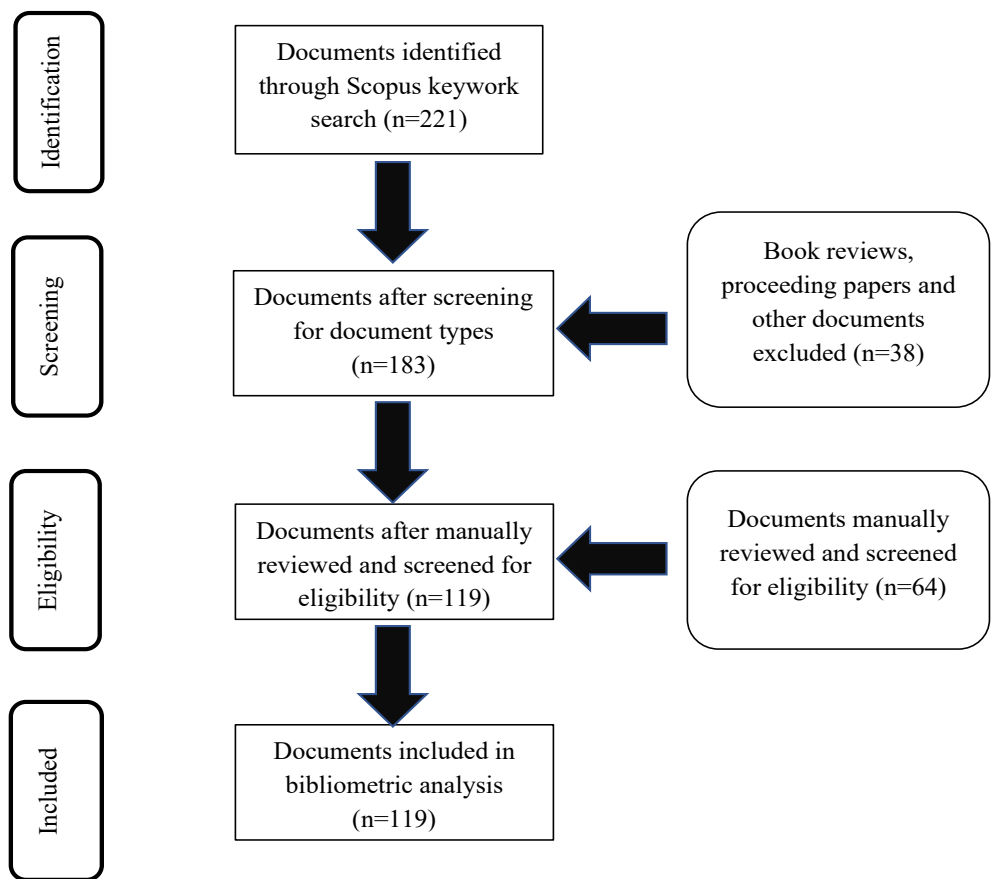 Identification
Documents identified
through Scopus keywork
search (n=221)
Screening
Documents after screening
for document types
(n=183)
Book reviews,
proceeding papers and
other documents
excluded (n=38)
Eligibility
Documents after manually
reviewed and screened for
eligibility (n=119)
Documents manually
reviewed and screened
for eligibility (n=64)
Included
Documents included in
bibliometric analysis
(n=119)